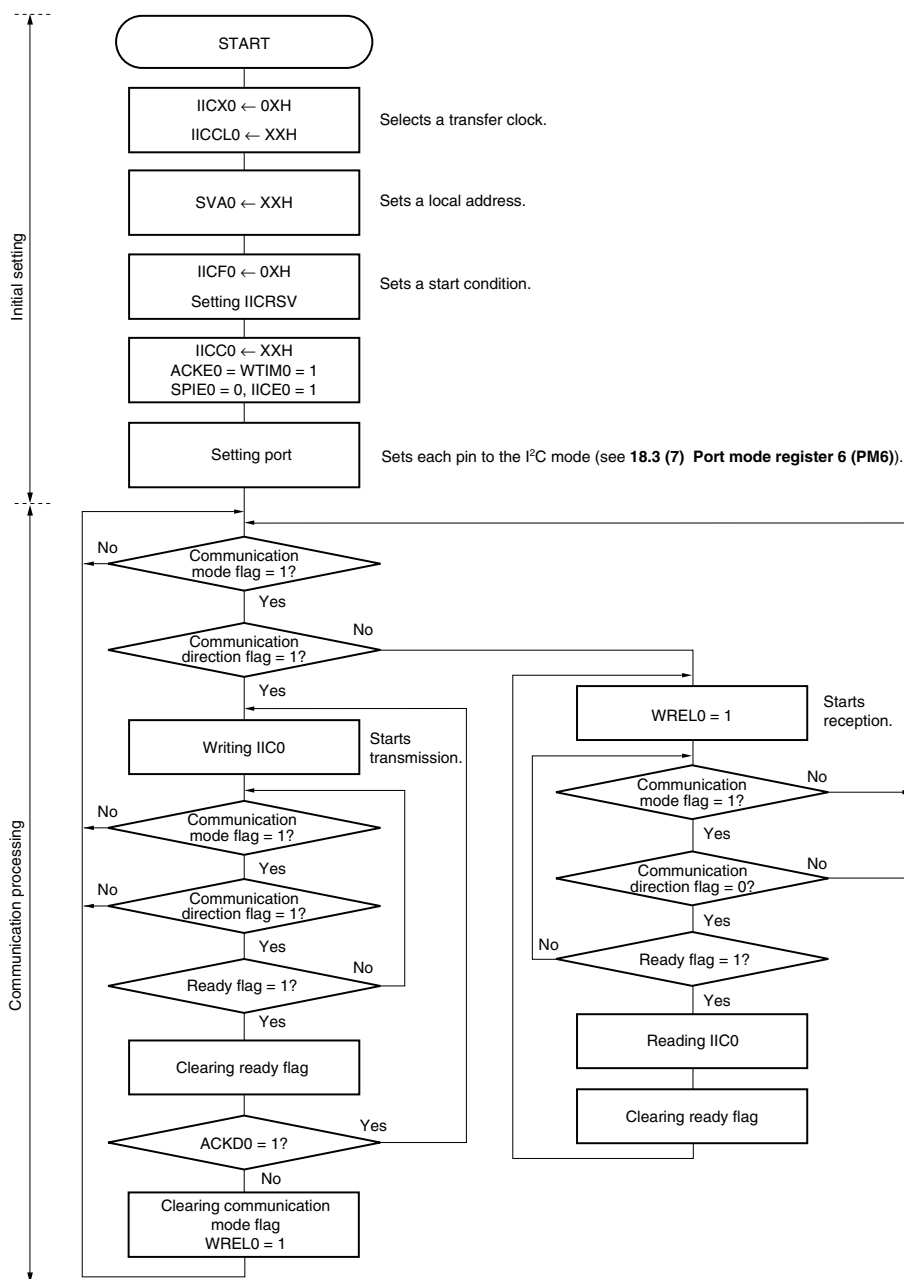 START
IICX0 ← 0XH
IICCL0 ← XXH
Selects a transfer clock.
SVA0 ← XXH
Sets a local address.
IICF0 ← 0XH
Setting IICRSV
Sets a start condition.
IICC0 ← XXH
ACKE0 = WTIM0 = 1
SPIE0 = 0, IICE0 = 1
Setting port
Sets each pin to the I²C mode (see 18.3 (7) Port mode register 6 (PM6)).
Initial setting
Communication processing
No
Communication
mode flag = 1?
Yes
Communication
direction flag = 1?
No
Yes
Writing IIC0
Starts
transmission.
No
Communication
mode flag = 1?
Yes
No
Communication
direction flag = 1?
Yes
Ready flag = 1?
No
Yes
Clearing ready flag
ACKD0 = 1?
Yes
No
Clearing communication
mode flag
WREL0 = 1
WREL0 = 1
Starts
reception.
Communication
mode flag = 1?
No
Yes
Communication
direction flag = 0?
No
Yes
No
Ready flag = 1?
Yes
Reading IIC0
Clearing ready flag